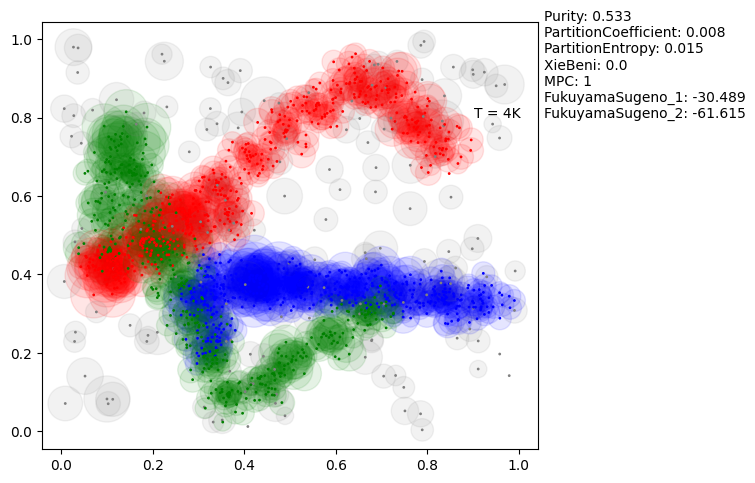 Purity: 0.533
PartitionCoefficient: 0.008
PartitionEntropy: 0.015
XieBeni: 0.0
MPC: 1
FukuyamaSugeno_1: -30.489
FukuyamaSugeno_2: -61.615
T = 4K
1.0
0.8
0.6
0.4
0.2
0.0
0.0 0.2 0.4 0.6 0.8 1.0